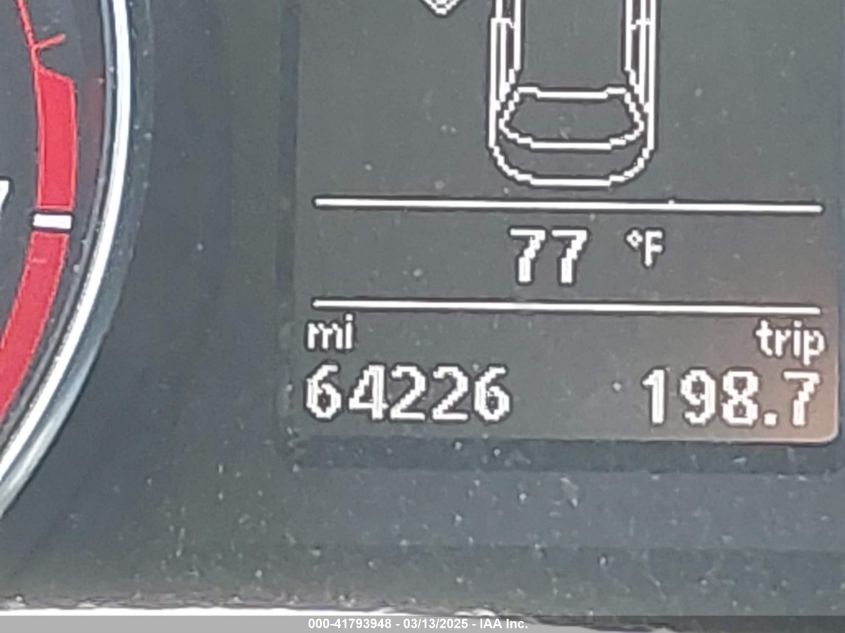 77 °F
mi trip
64226 198.7
000-41793948 - 03/13/2025 - IAA Inc.